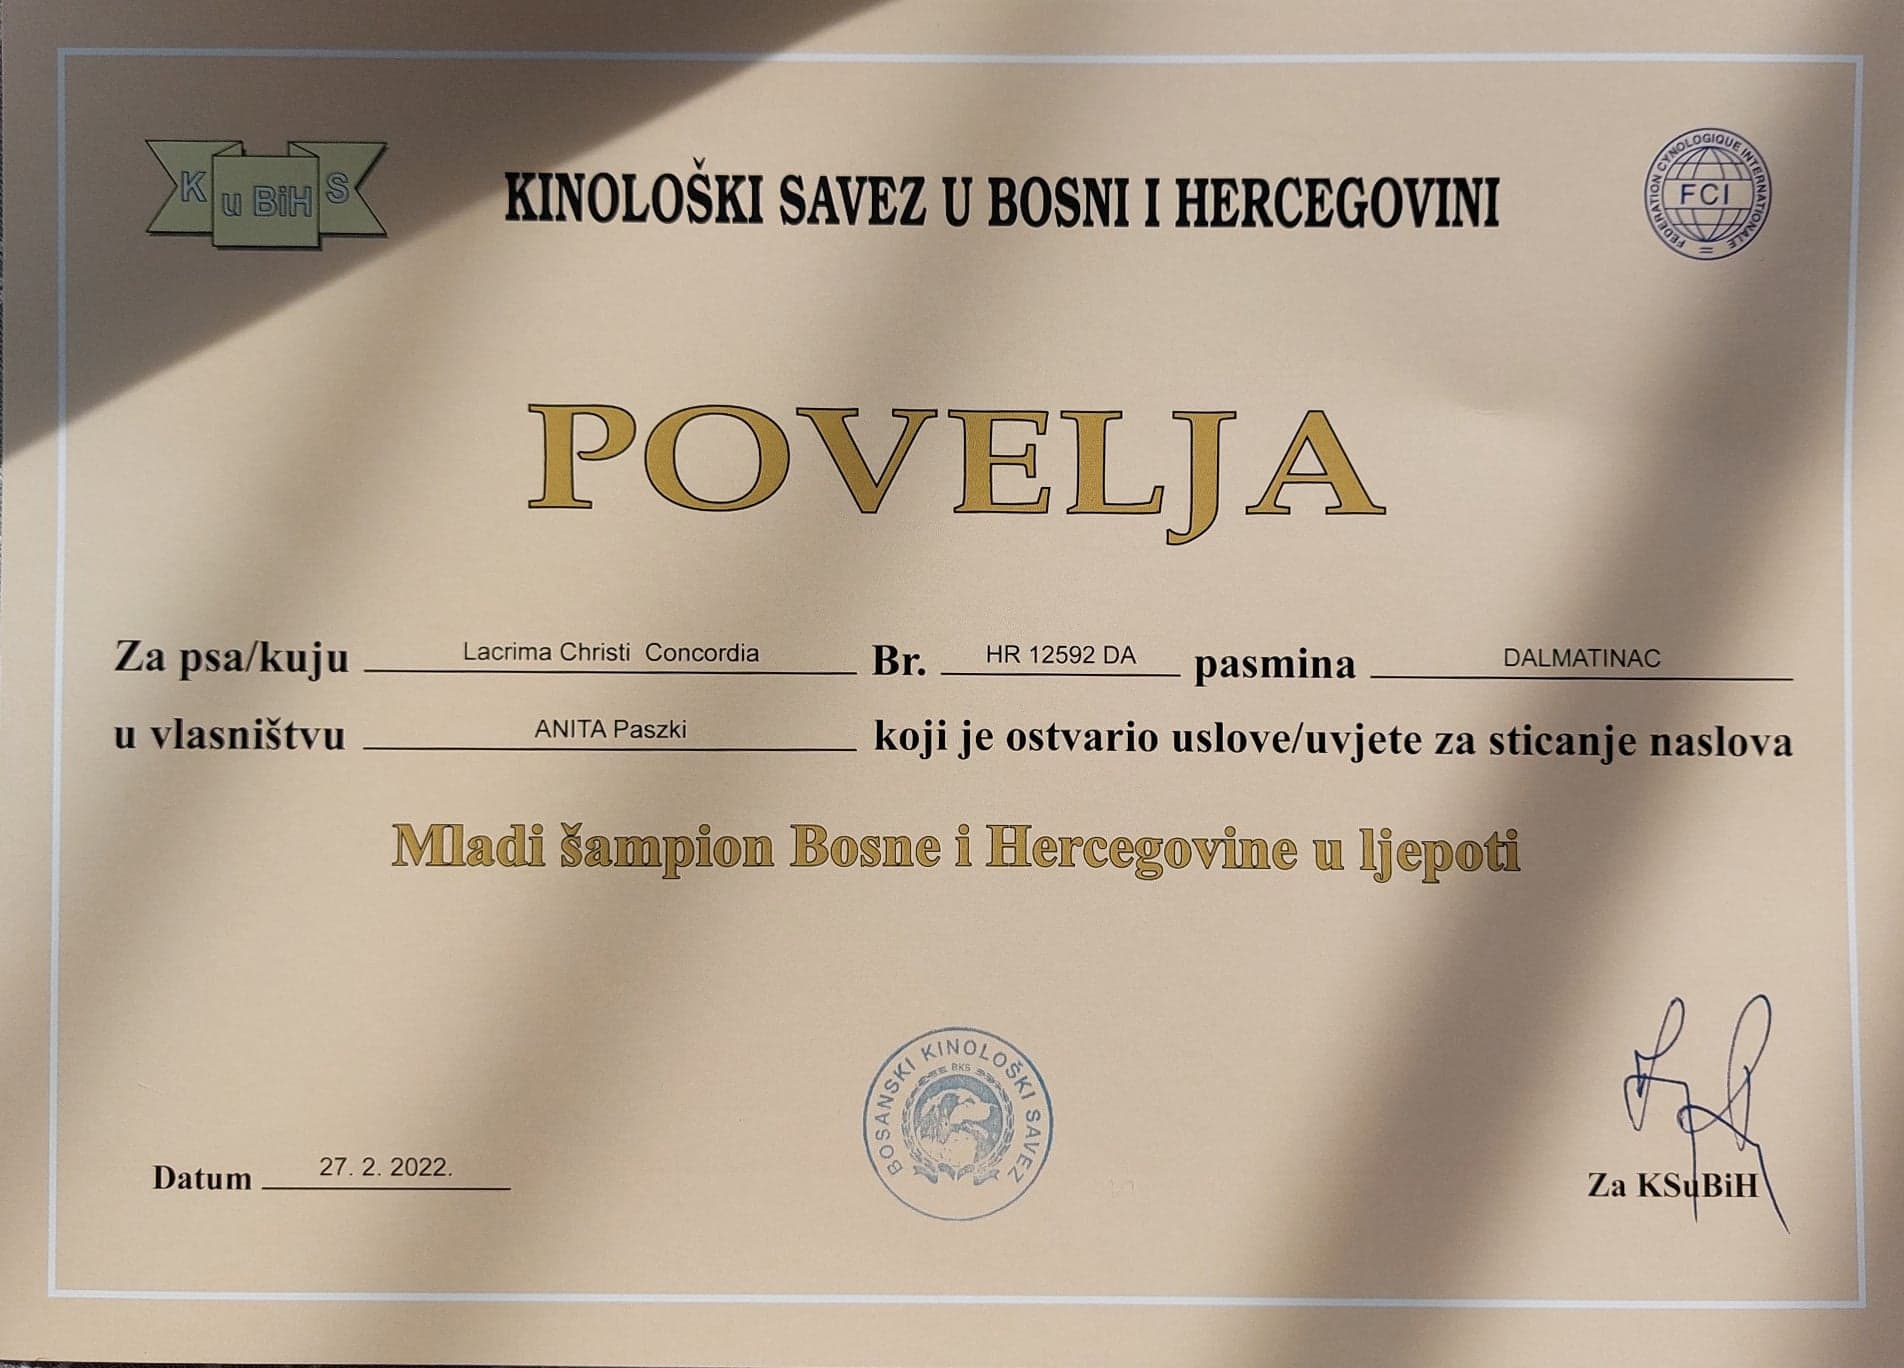 K u BiH S
KINOLOŠKI SAVEZ U BOSNI I HERCEGOVINI
FEDERATION CYNOLOGIQUE INTERNATIONALE
FCI
POVELJA
Za psa/kuju Lacrima Christi Concordia Br. HR 12592 DA pasmina DALMATINAC
u vlasništvu ANITA Paszki koji je ostvario uslove/uvjete za sticanje naslova
Mladi šampion Bosne i Hercegovine u ljepoti
BOSANSKI KINOLOŠKI SAVEZ
BKS
Datum 27. 2. 2022.
Za KSuBiH